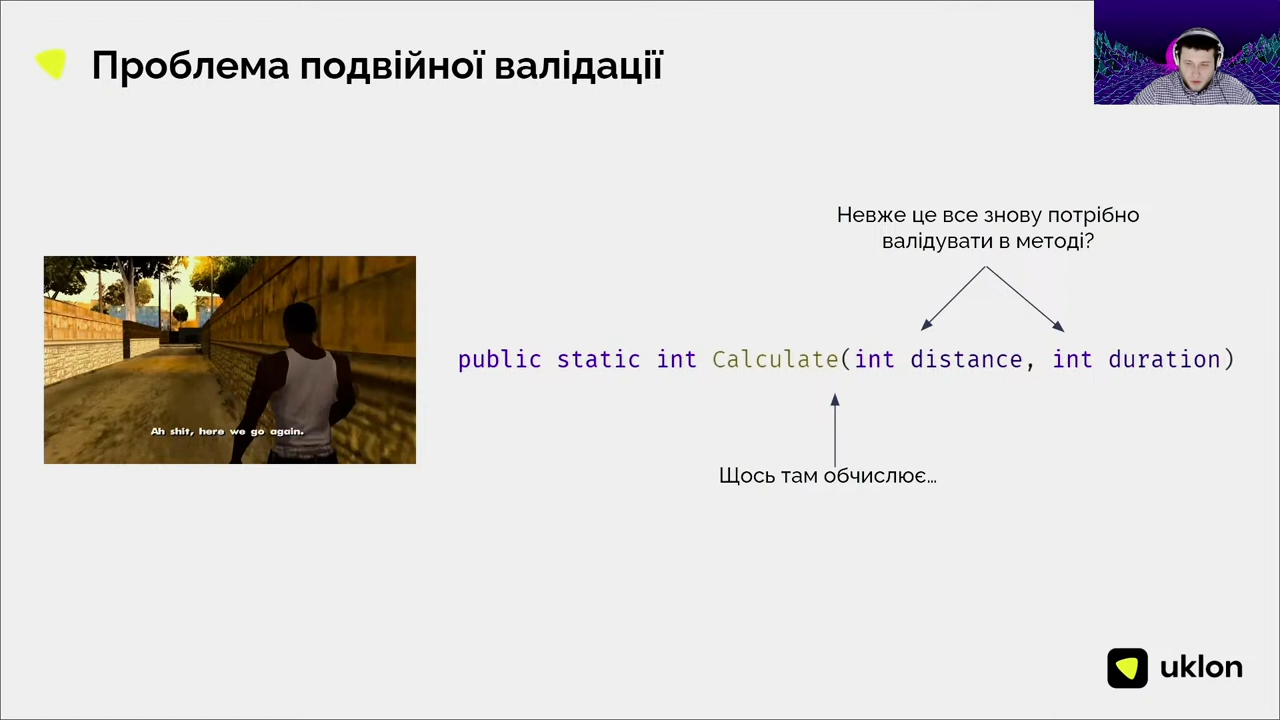 Проблема подвійної валідації
Невже це все знову потрібно
валідувати в методі?
public static int Calculate(int distance, int duration)
Ah shit, here we go again.
Щось там обчислює…
uklon